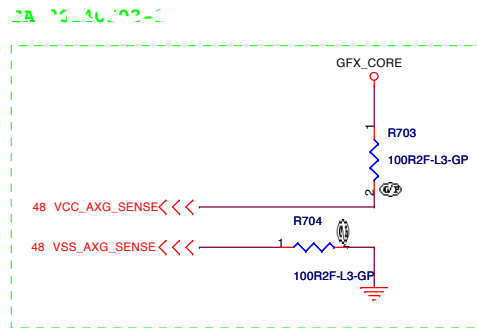 GFX_CORE
1
R703
100R2F-L3-GP
2
48 VCC_AXG_SENSE
R704
48 VSS_AXG_SENSE
1
100R2F-L3-GP